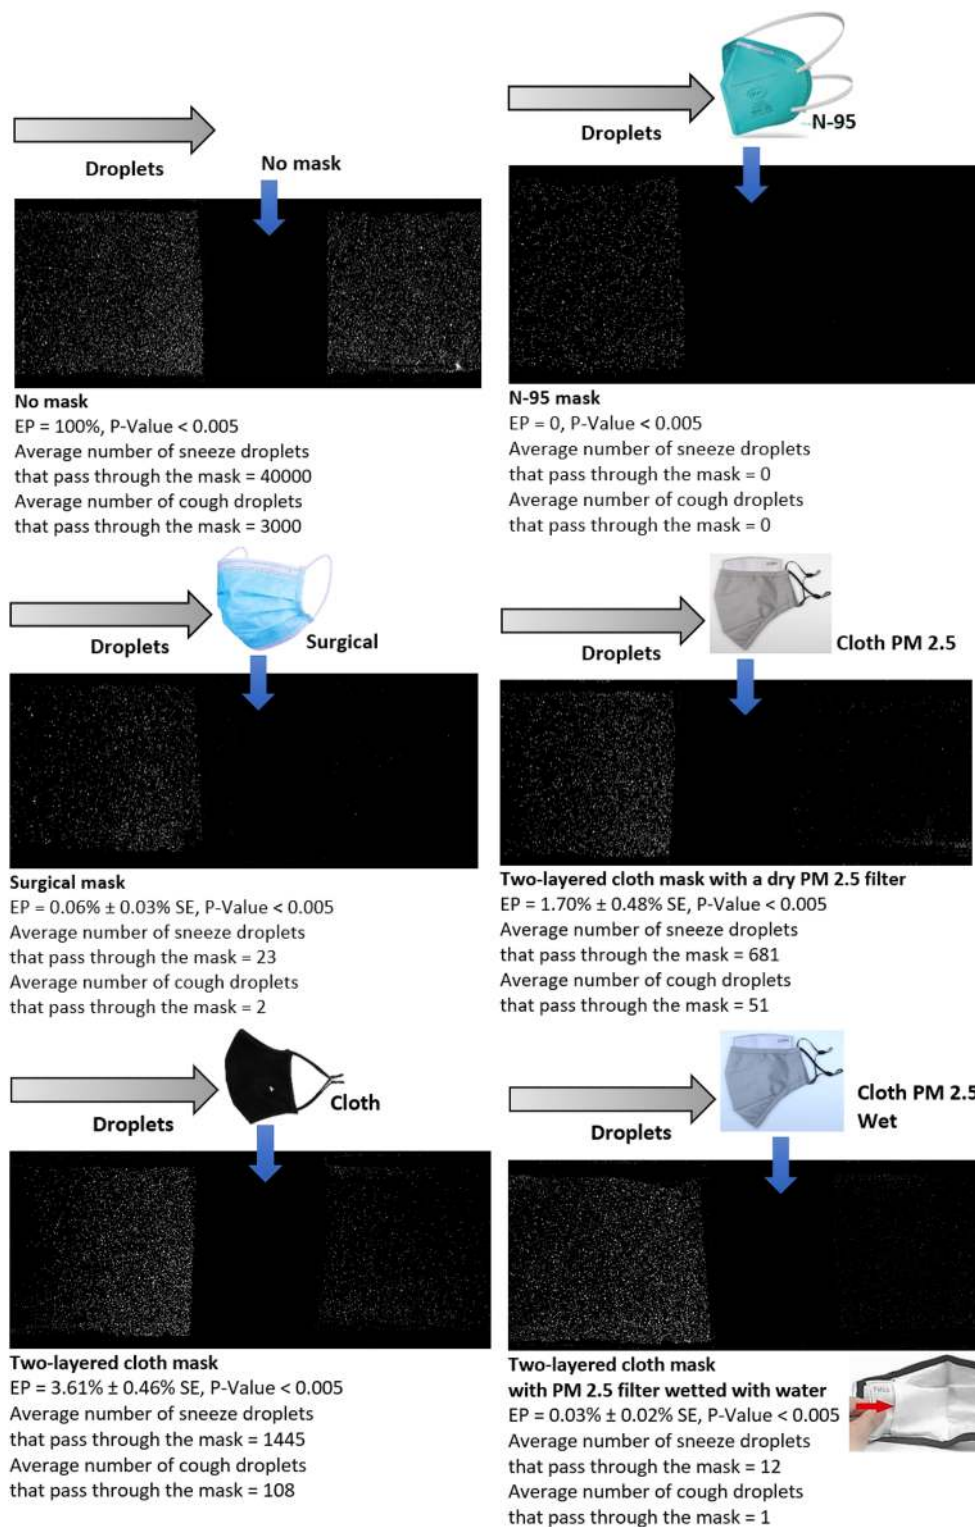 Droplets
No mask
No mask
EP = 100%, P-Value < 0.005
Average number of sneeze droplets
that pass through the mask = 40000
Average number of cough droplets
that pass through the mask = 3000
Droplets
N-95
N-95 mask
EP = 0, P-Value < 0.005
Average number of sneeze droplets
that pass through the mask = 0
Average number of cough droplets
that pass through the mask = 0
Droplets
Surgical
Surgical mask
EP = 0.06% ± 0.03% SE, P-Value < 0.005
Average number of sneeze droplets
that pass through the mask = 23
Average number of cough droplets
that pass through the mask = 2
Droplets
Cloth PM 2.5
Two-layered cloth mask with a dry PM 2.5 filter
EP = 1.70% ± 0.48% SE, P-Value < 0.005
Average number of sneeze droplets
that pass through the mask = 681
Average number of cough droplets
that pass through the mask = 51
Droplets
Cloth
Two-layered cloth mask
EP = 3.61% ± 0.46% SE, P-Value < 0.005
Average number of sneeze droplets
that pass through the mask = 1445
Average number of cough droplets
that pass through the mask = 108
Droplets
Cloth PM 2.5
Wet
Two-layered cloth mask
with PM 2.5 filter wetted with water
EP = 0.03% ± 0.02% SE, P-Value < 0.005
Average number of sneeze droplets
that pass through the mask = 12
Average number of cough droplets
that pass through the mask = 1